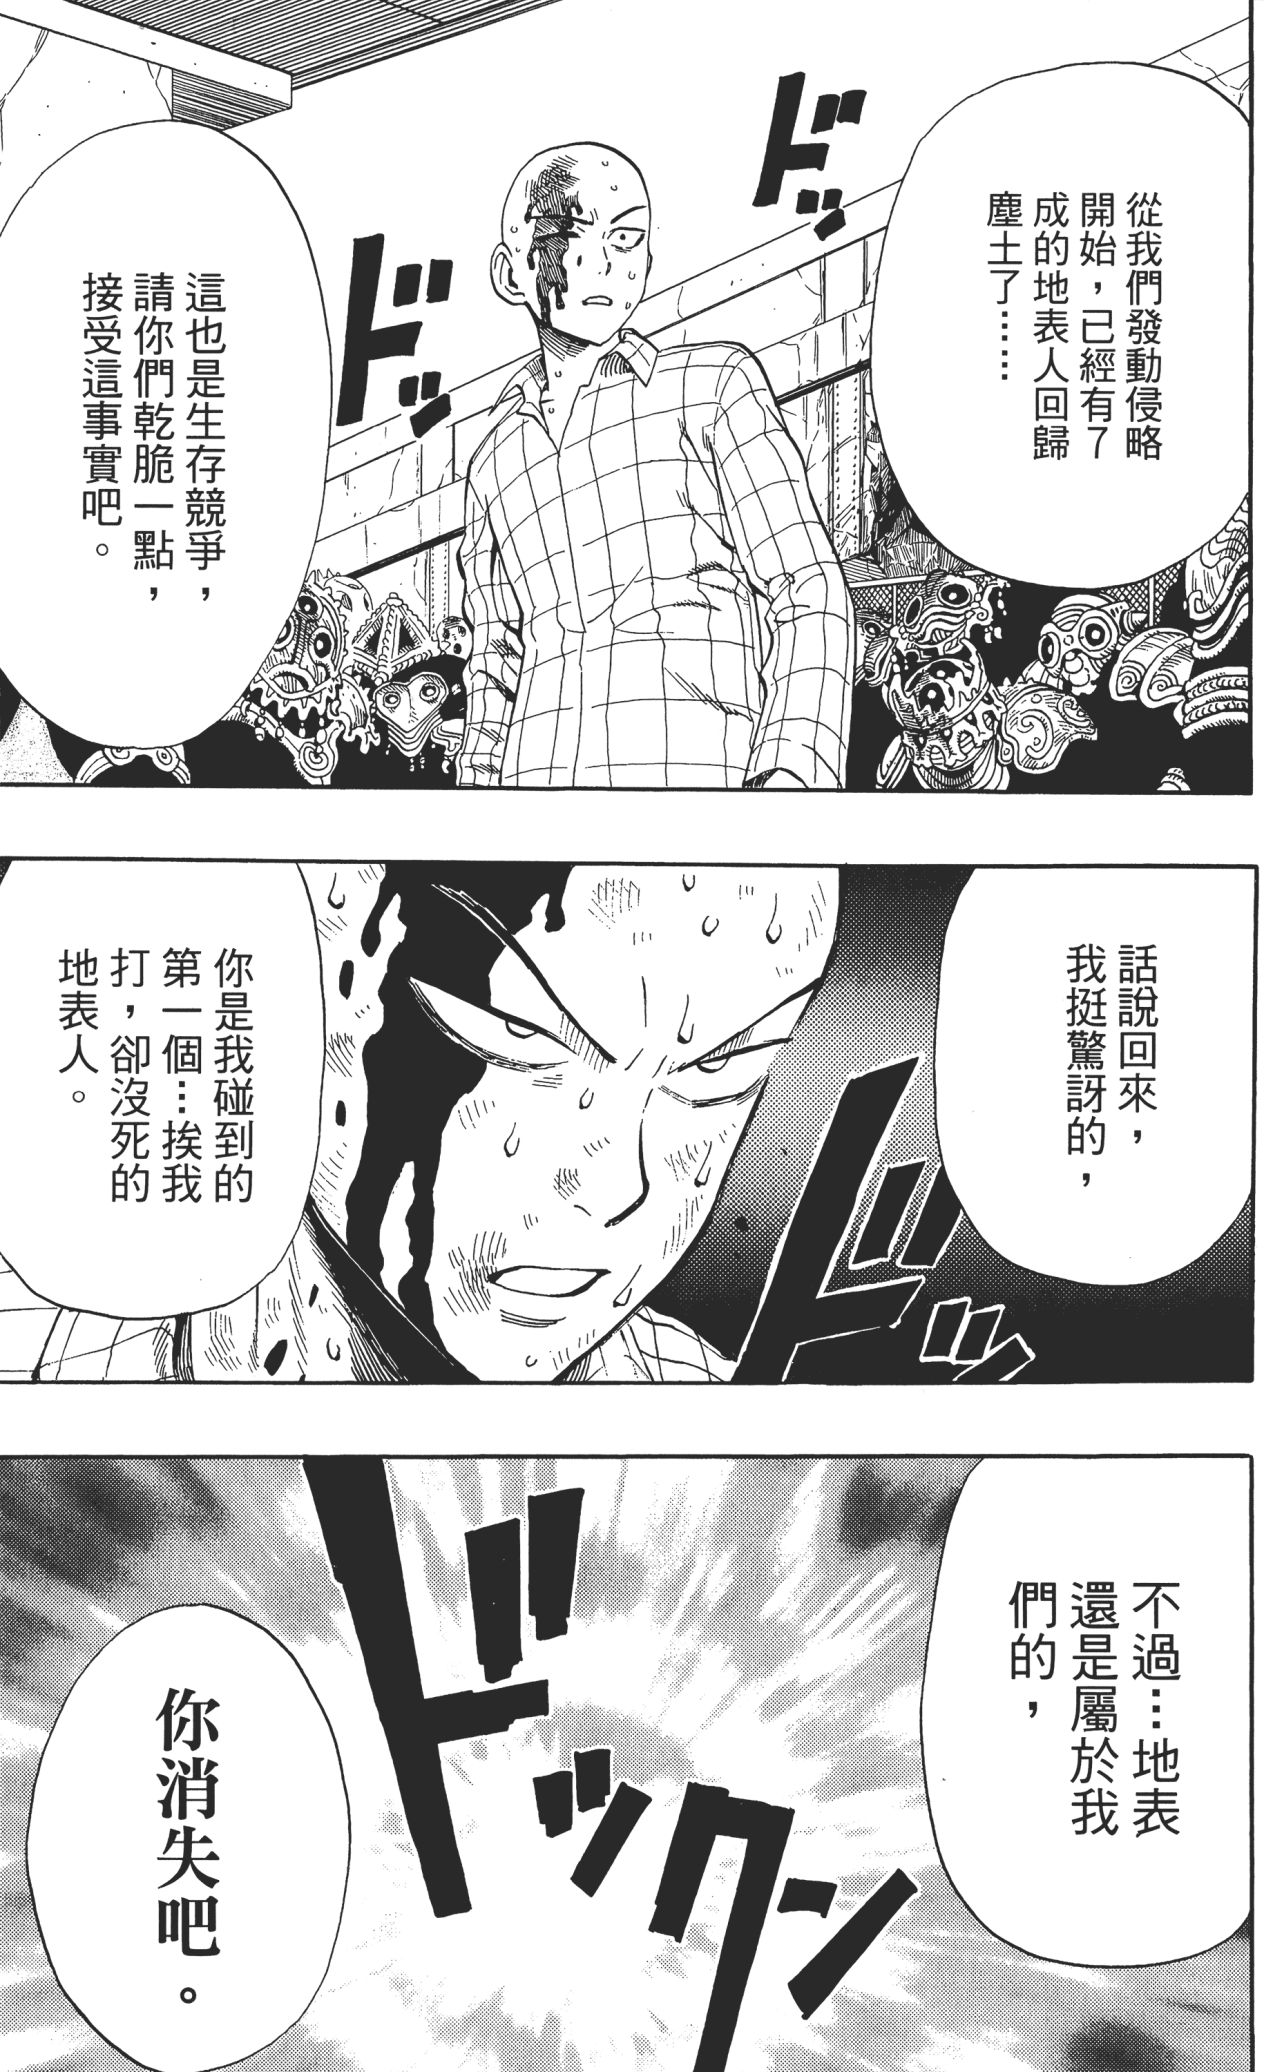 從我們發動侵略
開始，已經有7
成的地表人回歸
塵土了……
ドッ
ドッ
這也是生存競爭，
請你們乾脆一點，
接受這事實吧。
話說回來，
我挺驚訝的，
ドッ
你是我碰到的
第一個…挨我
打，卻沒死的
地表人。
不過…地表
還是屬於我
們的，
ドックン
你消失吧。